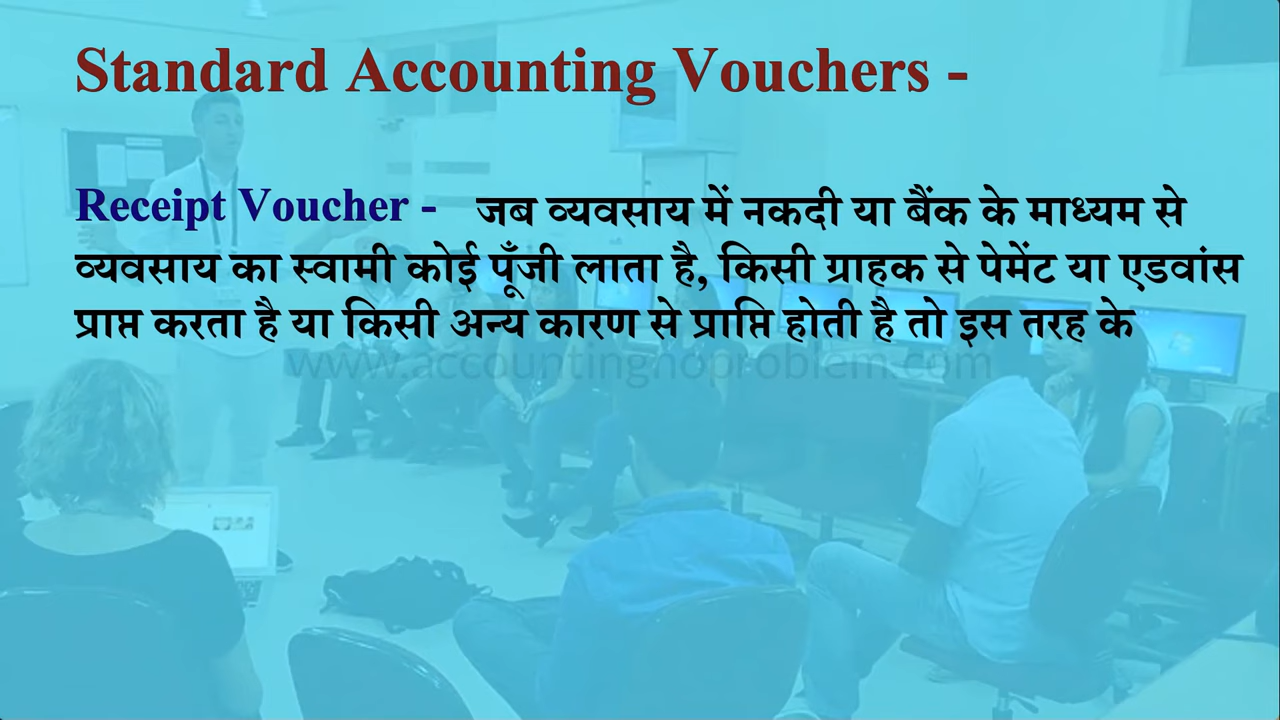 Standard Accounting Vouchers -
Receipt Voucher - जब व्यवसाय में नकदी या बैंक के माध्यम से
व्यवसाय का स्वामी कोई पूँजी लाता है, किसी ग्राहक से पेमेंट या एडवांस
प्राप्त करता है या किसी अन्य कारण से प्राप्ति होती है तो इस तरह के
www.accountingnoproblem.com